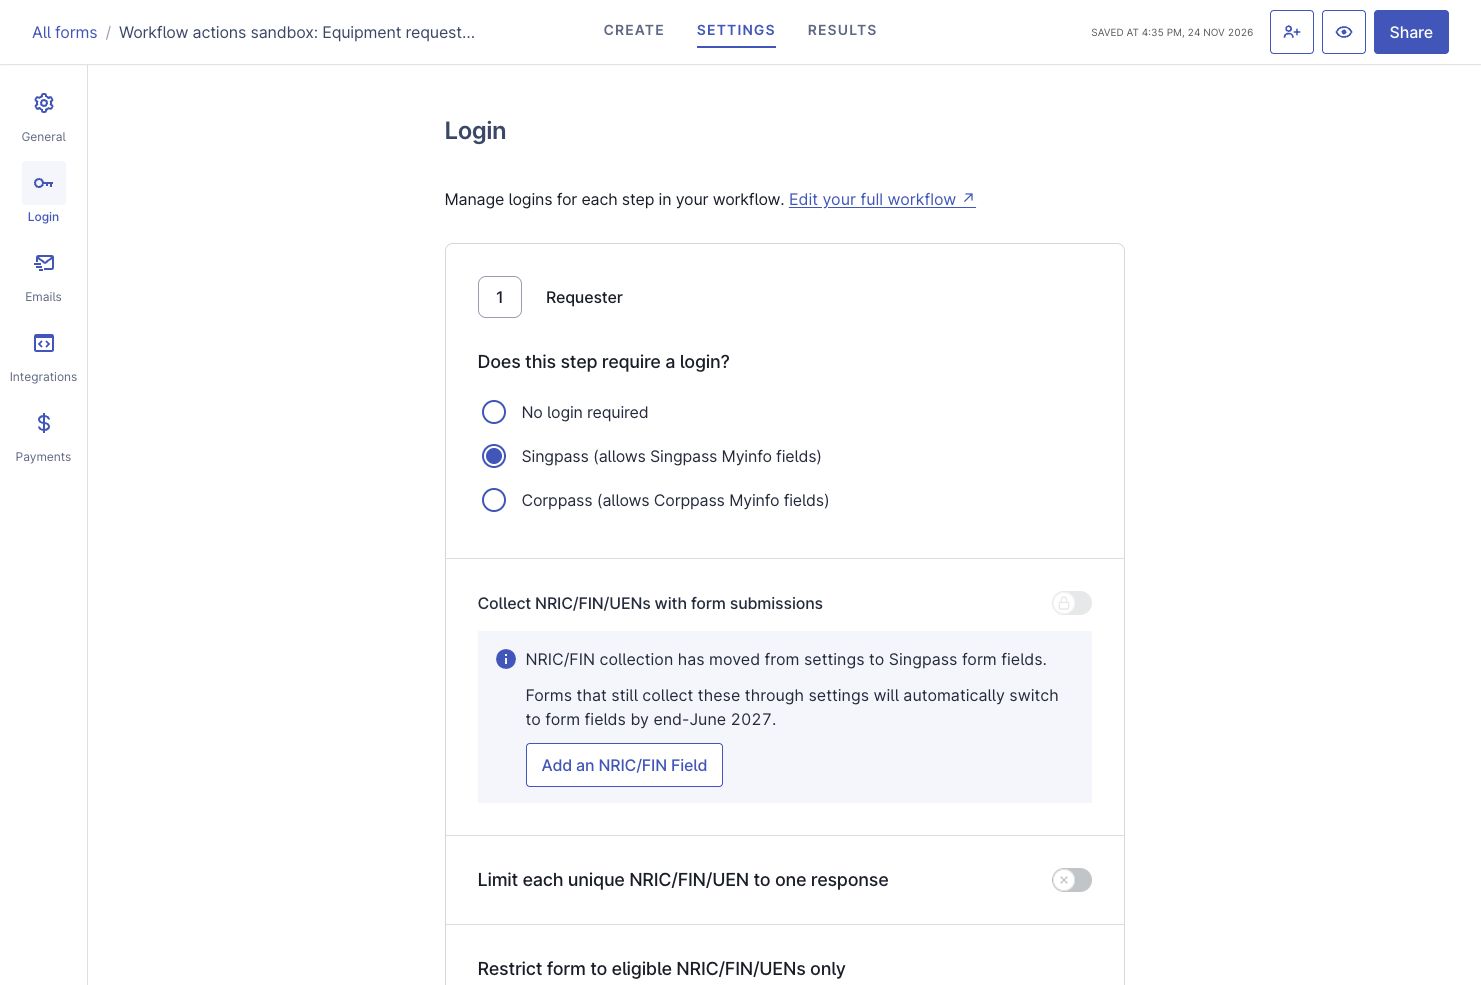 All forms / Workflow actions sandbox: Equipment request...
CREATE SETTINGS RESULTS
SAVED AT 4:35 PM, 24 NOV 2026
Share
General
Login
Emails
Integrations
Payments
Login
Manage logins for each step in your workflow. Edit your full workflow
1 Requester
Does this step require a login?
No login required
Singpass (allows Singpass Myinfo fields)
Corppass (allows Corppass Myinfo fields)
Collect NRIC/FIN/UENs with form submissions
NRIC/FIN collection has moved from settings to Singpass form fields.
Forms that still collect these through settings will automatically switch
to form fields by end-June 2027.
Add an NRIC/FIN Field
Limit each unique NRIC/FIN/UEN to one response
Restrict form to eligible NRIC/FIN/UENs only